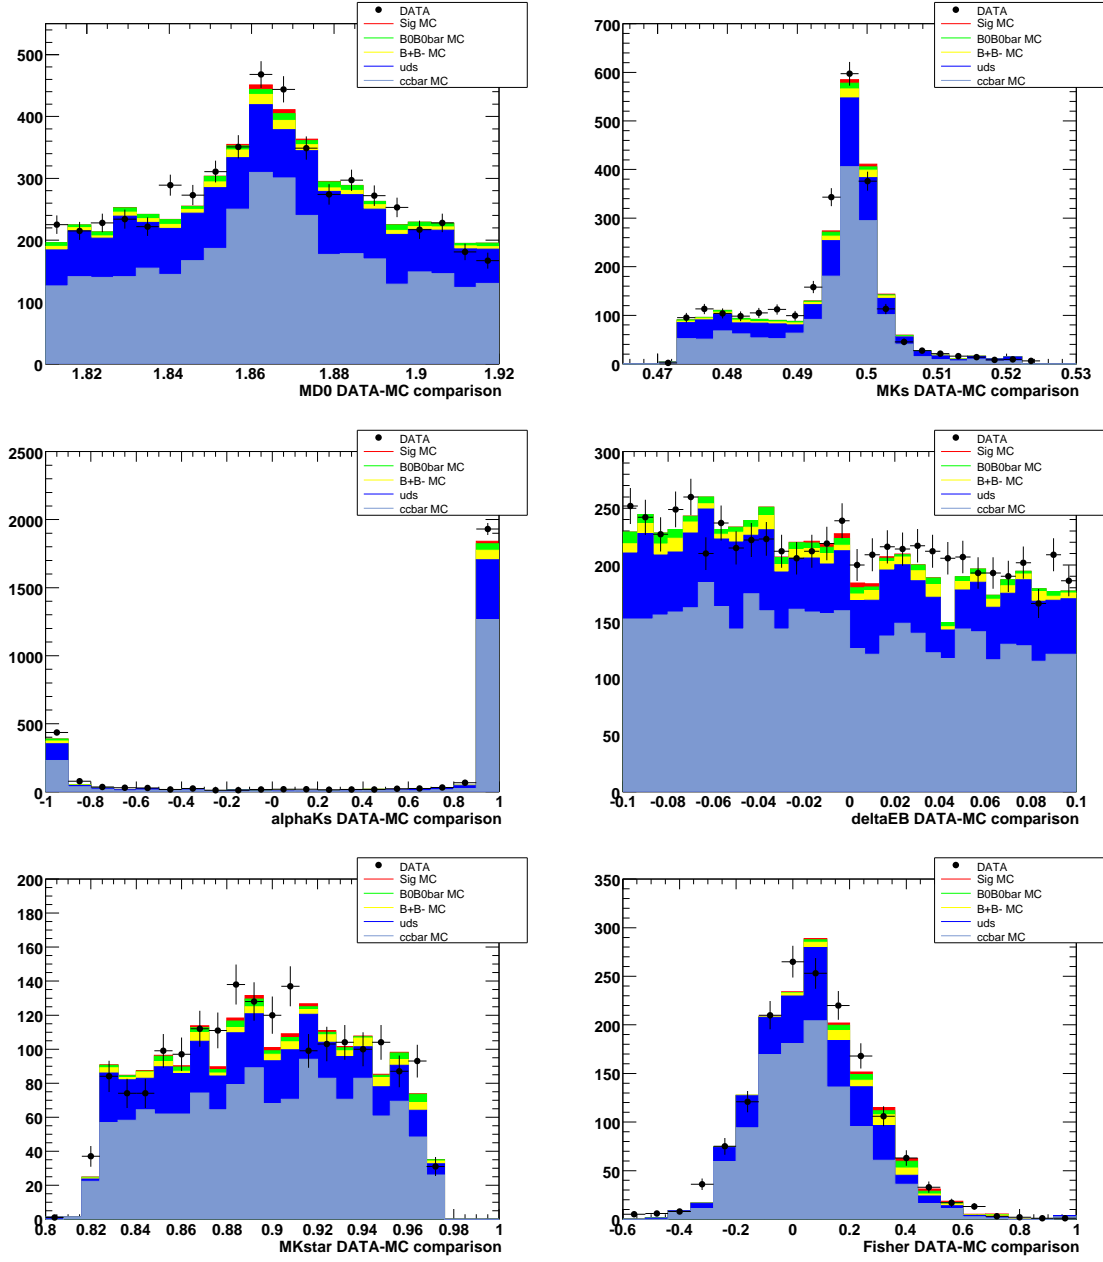 DATA
Sig MC
B0B0bar MC
B+B- MC
uds
ccbar MC
500
400
300
200
100
0
1.82 1.84 1.86 1.88 1.9 1.92
MD0 DATA-MC comparison
DATA
Sig MC
B0B0bar MC
B+B- MC
uds
ccbar MC
700
600
500
400
300
200
100
0
0.47 0.48 0.49 0.5 0.51 0.52 0.53
MKs DATA-MC comparison
DATA
Sig MC
B0B0bar MC
B+B- MC
uds
ccbar MC
2500
2000
1500
1000
500
0
-1 -0.8 -0.6 -0.4 -0.2 0 0.2 0.4 0.6 0.8 1
alphaKs DATA-MC comparison
DATA
Sig MC
B0B0bar MC
B+B- MC
uds
ccbar MC
300
250
200
150
100
50
0
-0.1 -0.08 -0.06 -0.04 -0.02 0 0.02 0.04 0.06 0.08 0.1
deltaEB DATA-MC comparison
DATA
Sig MC
B0B0bar MC
B+B- MC
uds
ccbar MC
200
180
160
140
120
100
80
60
40
20
0
0.8 0.82 0.84 0.86 0.88 0.9 0.92 0.94 0.96 0.98 1
MKstar DATA-MC comparison
DATA
Sig MC
B0B0bar MC
B+B- MC
uds
ccbar MC
350
300
250
200
150
100
50
0
-0.6 -0.4 -0.2 0 0.2 0.4 0.6 0.8 1
Fisher DATA-MC comparison